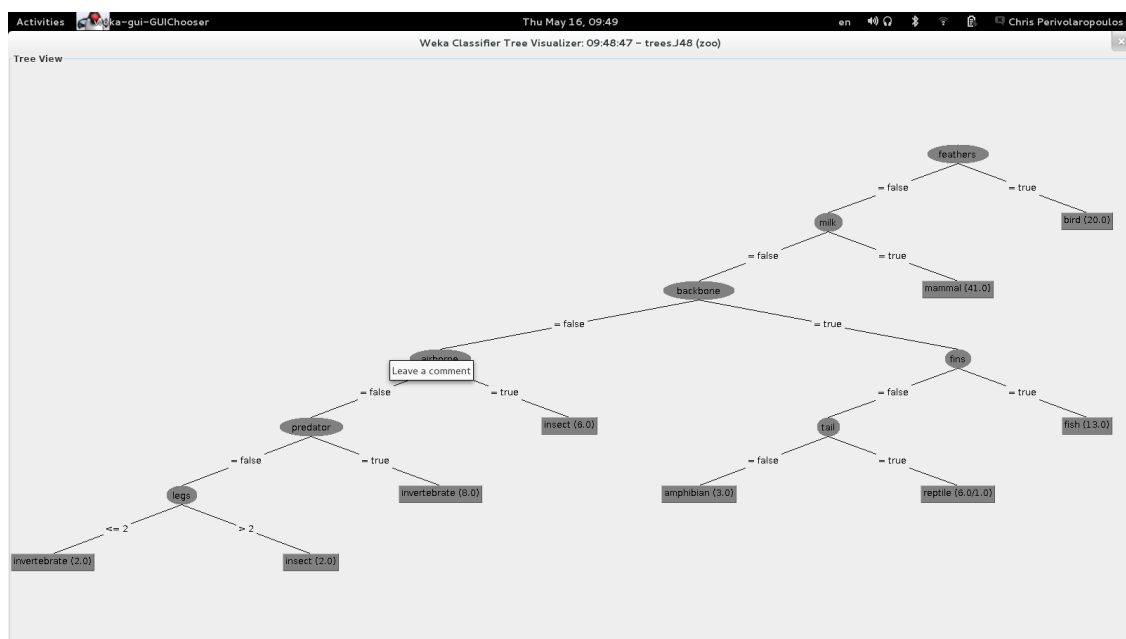 Activities ka-gui-GUIChooser Thu May 16, 09:49 en Chris Perivolaropoulos
Weka Classifier Tree Visualizer: 09:48:47 – trees.J48 (zoo)
Tree View
feathers
= false = true
milk bird (20.0)
= false = true
backbone mammal (41.0)
= false = true
airborne fins
Leave a comment
= false = true = false = true
predator insect (6.0) tail fish (13.0)
= false = true = false = true
legs invertebrate (8.0) amphibian (3.0) reptile (6.0/1.0)
<= 2 > 2
invertebrate (2.0) insect (2.0)